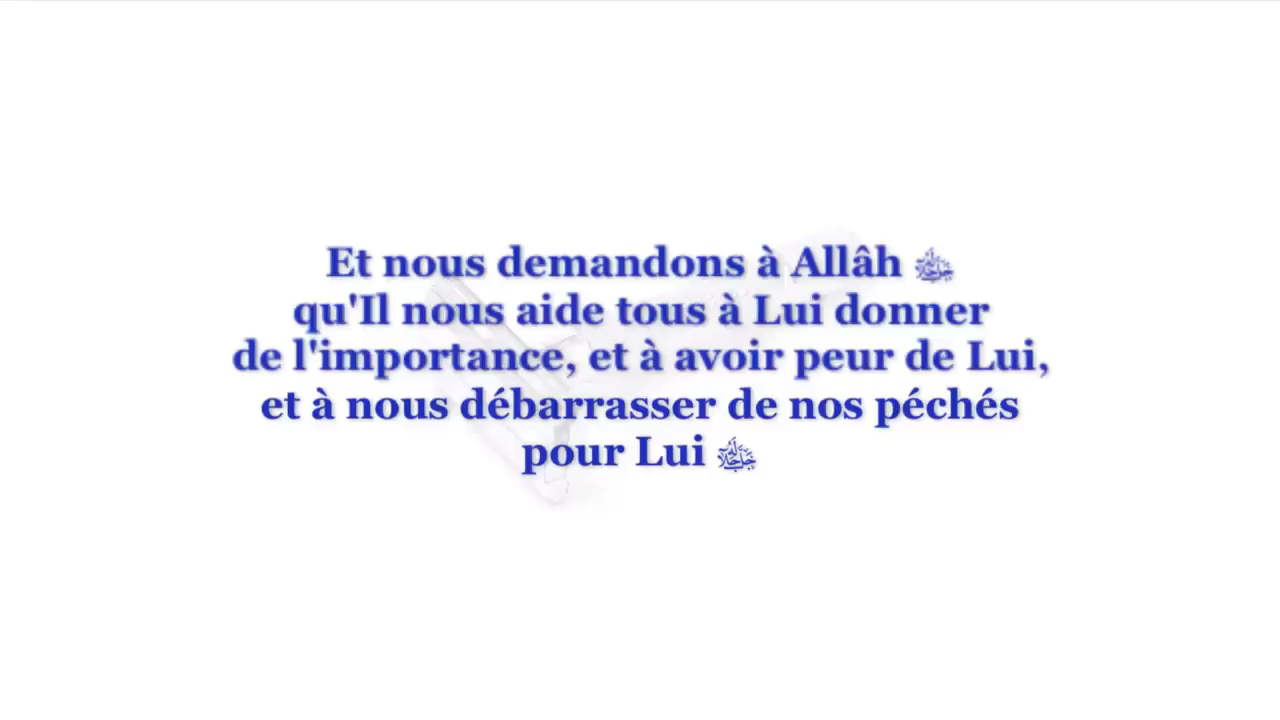 Et nous demandons à Allâh ﷻ
qu'Il nous aide tous à Lui donner
de l'importance, et à avoir peur de Lui,
et à nous débarrasser de nos péchés
pour Lui ﷻ